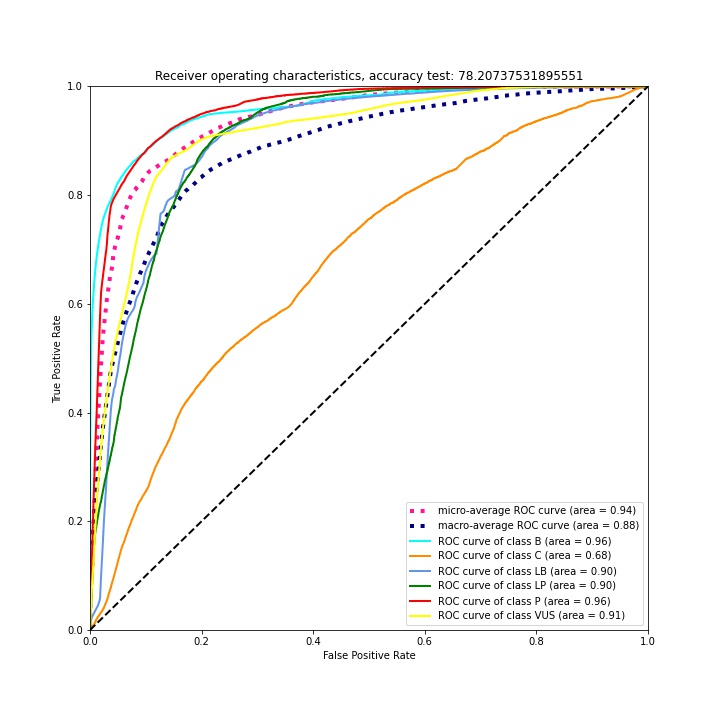 Receiver operating characteristics, accuracy test: 78.20737531895551
1.0
0.8
0.6
0.4
0.2
0.0
True Positive Rate
micro-average ROC curve (area = 0.94)
macro-average ROC curve (area = 0.88)
ROC curve of class B (area = 0.96)
ROC curve of class C (area = 0.68)
ROC curve of class LB (area = 0.90)
ROC curve of class LP (area = 0.90)
ROC curve of class P (area = 0.96)
ROC curve of class VUS (area = 0.91)
0.0 0.2 0.4 0.6 0.8 1.0
False Positive Rate